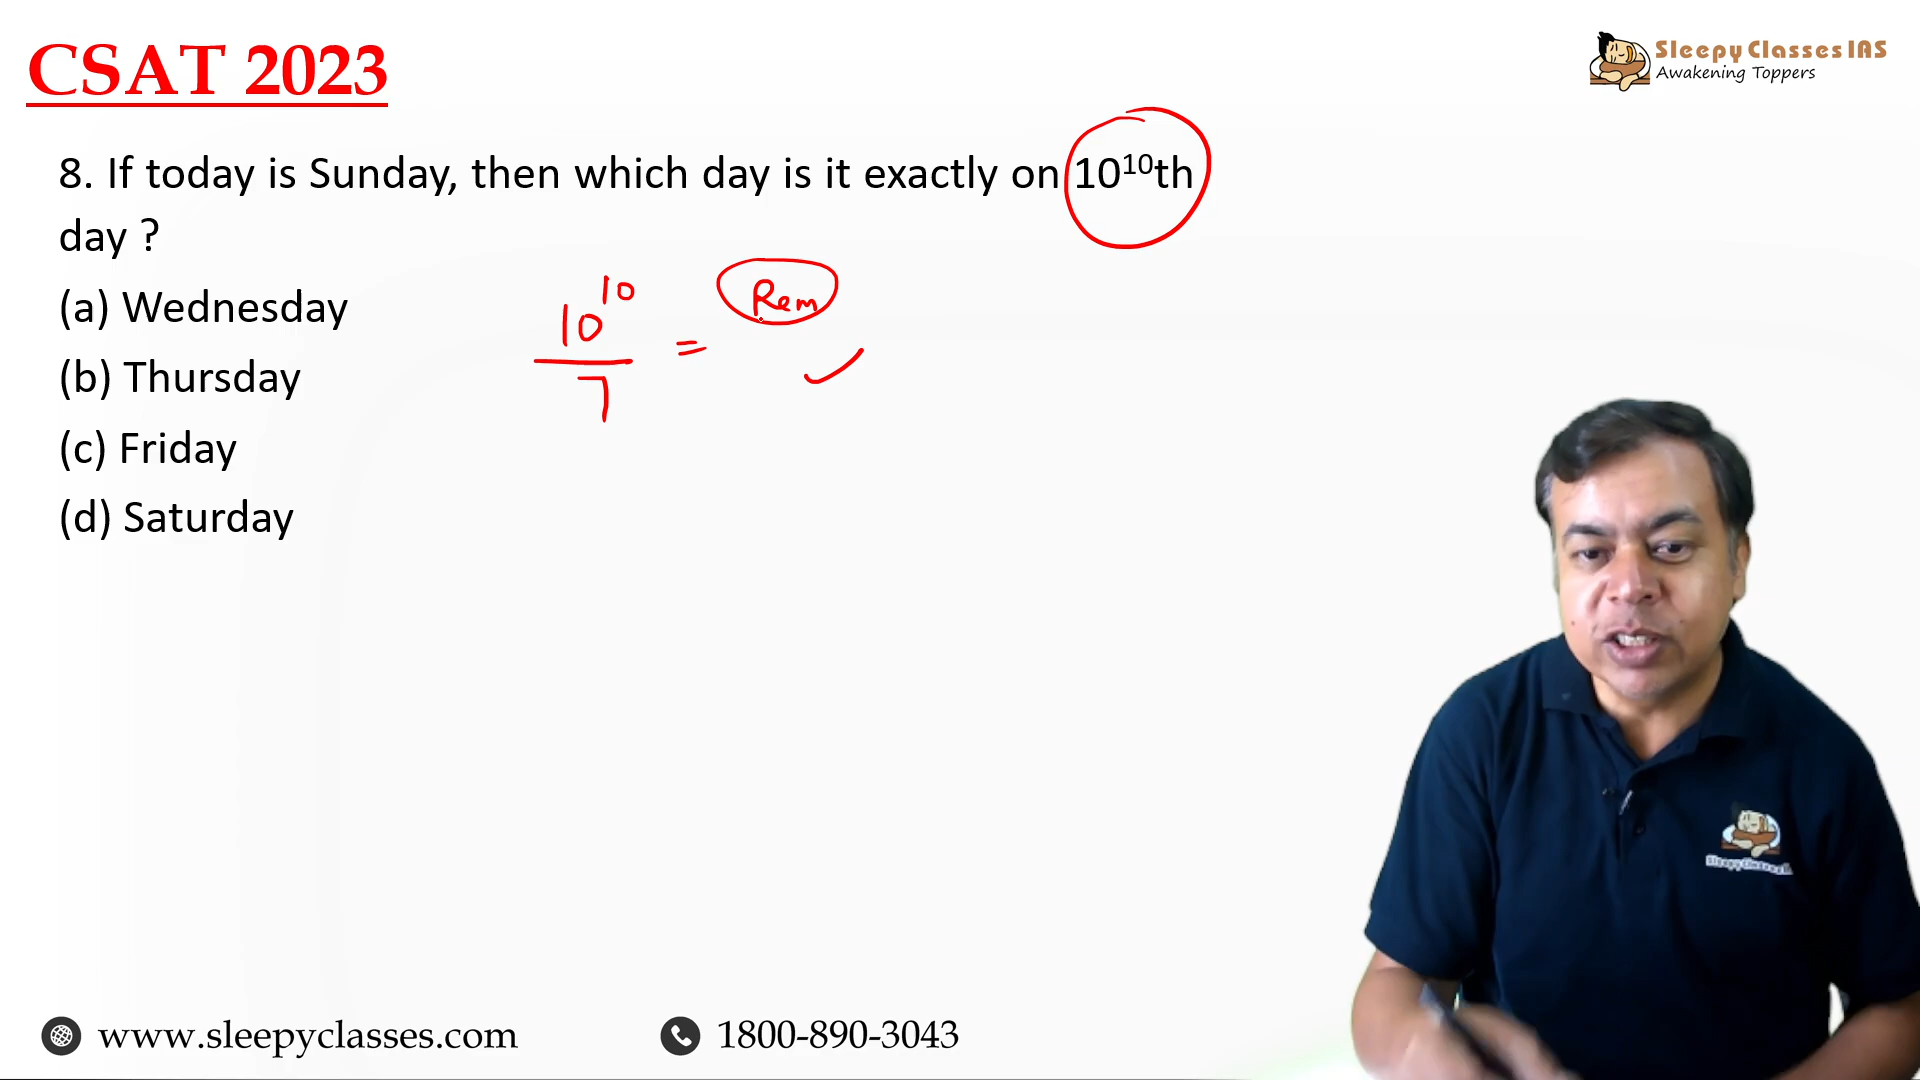 CSAT 2023
Sleepy Classes IAS
Awakening Toppers
8. If today is Sunday, then which day is it exactly on 10¹⁰th
day ?
(a) Wednesday
(b) Thursday
(c) Friday
(d) Saturday
10¹⁰
7
=
Rem
www.sleepyclasses.com
1800-890-3043